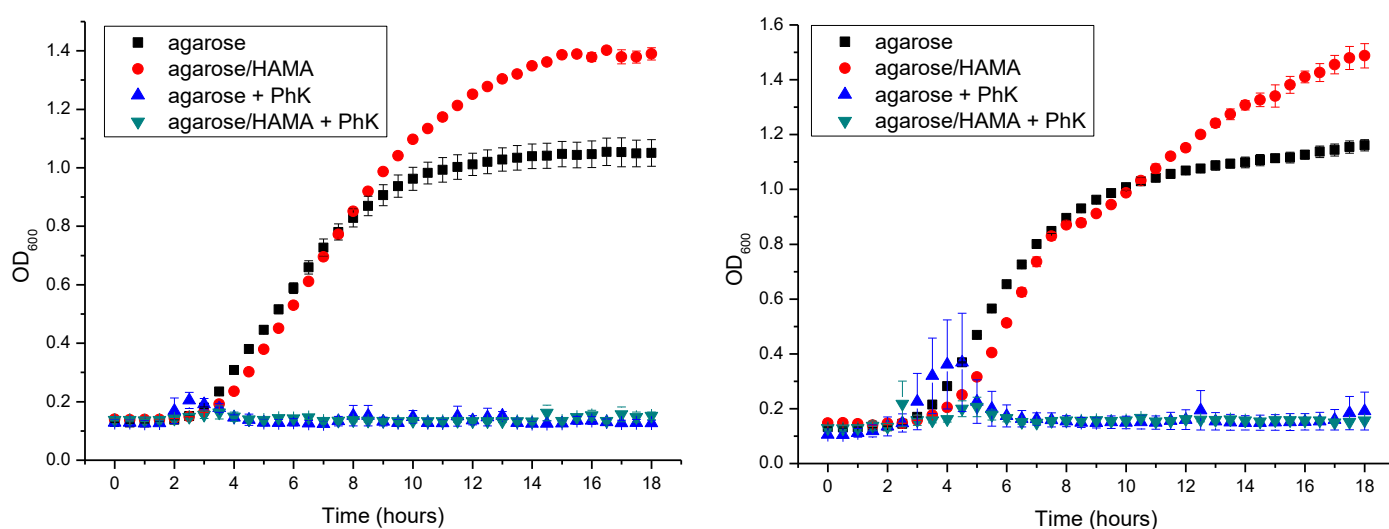 agarose
agarose/HAMA
agarose + PhK
agarose/HAMA + PhK
OD600
1.4
1.2
1.0
0.8
0.6
0.4
0.2
0.0
0 2 4 6 8 10 12 14 16 18
Time (hours)
agarose
agarose/HAMA
agarose + PhK
agarose/HAMA + PhK
OD600
1.6
1.4
1.2
1.0
0.8
0.6
0.4
0.2
0.0
0 2 4 6 8 10 12 14 16 18
Time (hours)